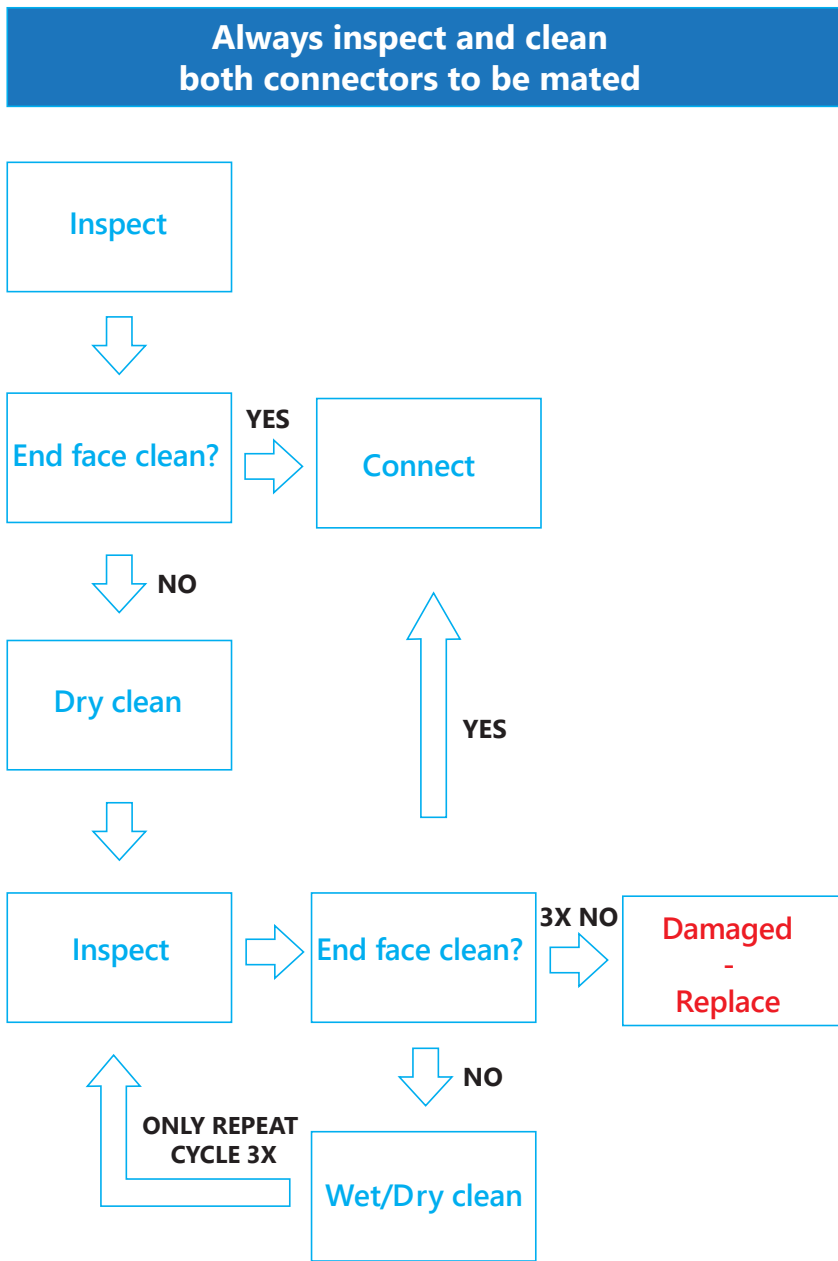 Always inspect and clean
both connectors to be mated
Inspect
End face clean?
YES
Connect
NO
Dry clean
YES
Inspect
End face clean?
3X NO
Damaged
-
Replace
NO
ONLY REPEAT
CYCLE 3X
Wet/Dry clean